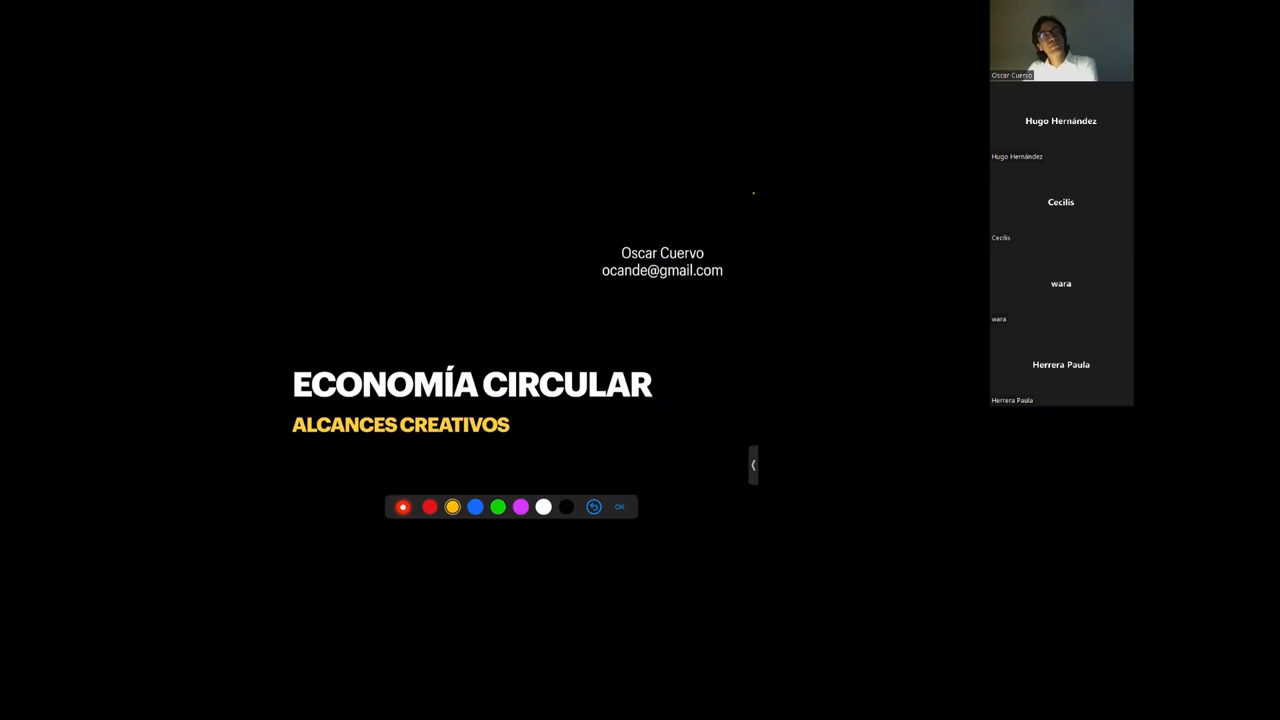 Oscar Cuervo
ocande@gmail.com
ECONOMÍA CIRCULAR
ALCANCES CREATIVOS
OK
Oscar Cuervo
Hugo Hernández
Hugo Hernández
Cecilis
Cecilis
wara
wara
Herrera Paula
Herrera Paula